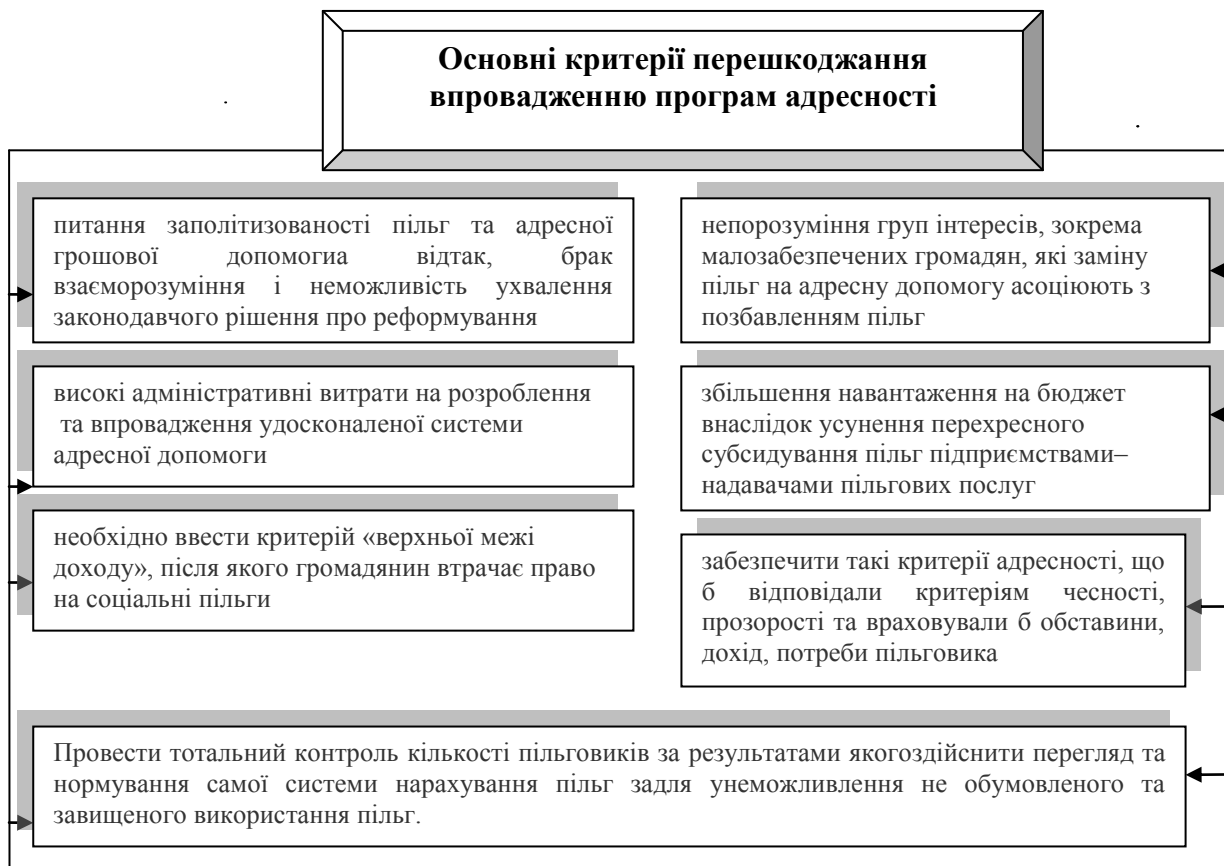 Основні критерії перешкоджання
впровадженню програм адресності
питання заполітизованості пільг та адресної
грошової допомогиа відтак, брак
взаєморозуміння і неможливість ухвалення
законодавчого рішення про реформування
високі адміністративні витрати на розроблення
та впровадження удосконаленої системи
адресної допомоги
необхідно ввести критерій «верхньої межі
доходу», після якого громадянин втрачає право
на соціальні пільги
непорозуміння груп інтересів, зокрема
малозабезпечених громадян, які заміну
пільг на адресну допомогу асоціюють з
позбавленням пільг
збільшення навантаження на бюджет
внаслідок усунення перехресного
субсидування пільг підприємствами–
надавачами пільгових послуг
забезпечити такі критерії адресності, що
б відповідали критеріям чесності,
прозорості та враховували б обставини,
дохід, потреби пільговика
Провести тотальний контроль кількості пільговиків за результатами якогоздійснити перегляд та
нормування самої системи нарахування пільг задля унеможливлення не обумовленого та
завищеного використання пільг.